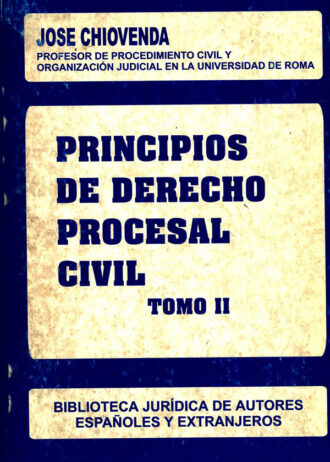 JOSE CHIOVENDA
PROFESOR DE PROCEDIMIENTO CIVIL Y
ORGANIZACIÓN JUDICIAL EN LA UNIVERSIDAD DE ROMA
PRINCIPIOS
DE DERECHO
PROCESAL
CIVIL
TOMO II
BIBLIOTECA JURÍDICA DE AUTORES
ESPAÑOLES Y EXTRANJEROS